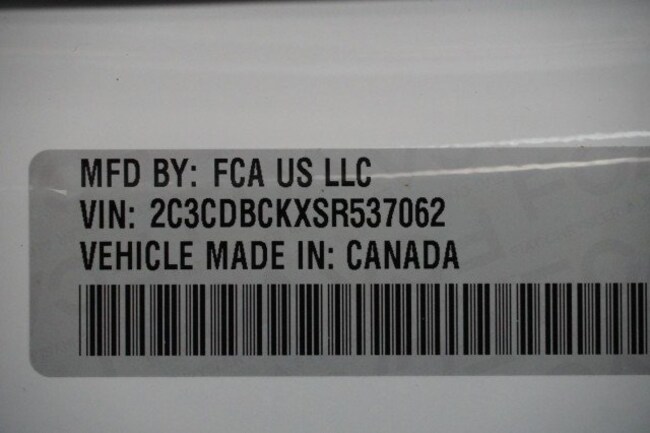 MFD BY: FCA US LLC
VIN: 2C3CDBCKXSR537062
VEHICLE MADE IN: CANADA